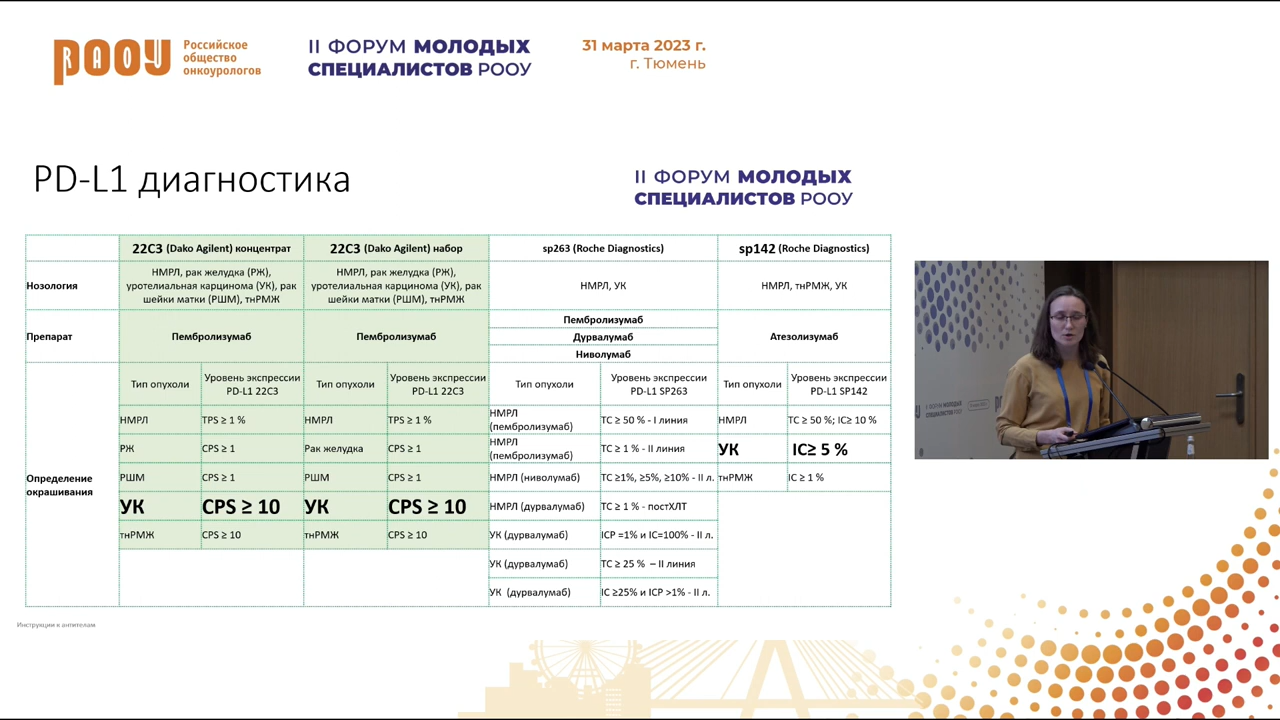 РООУ
RAOU
Российское
общество
онкоурологов
II ФОРУМ МОЛОДЫХ
СПЕЦИАЛИСТОВ РООУ
31 марта 2023 г.
г. Тюмень
PD-L1 диагностика
II ФОРУМ МОЛОДЫХ
СПЕЦИАЛИСТОВ РООУ
22C3 (Dako Agilent) концентрат
22C3 (Dako Agilent) набор
sp263 (Roche Diagnostics)
sp142 (Roche Diagnostics)
Нозология
НМРЛ, рак желудка (РЖ),
уротелиальная карцинома (УК), рак
шейки матки (РШМ), тнРМЖ
НМРЛ, рак желудка (РЖ),
уротелиальная карцинома (УК), рак
шейки матки (РШМ), тнРМЖ
НМРЛ, УК
НМРЛ, тнРМЖ, УК
Препарат
Пембролизумаб
Пембролизумаб
Пембролизумаб
Дурвалумаб
Ниволумаб
Атезолизумаб
Определение
окрашивания
Тип опухоли
Уровень экспрессии
PD-L1 22C3
Тип опухоли
Уровень экспрессии
PD-L1 22C3
Тип опухоли
Уровень экспрессии
PD-L1 SP263
Тип опухоли
Уровень экспрессии
PD-L1 SP142
НМРЛ
TPS ≥ 1 %
НМРЛ
TPS ≥ 1 %
НМРЛ
(пембролизумаб)
TC ≥ 50 % - I линия
НМРЛ
TC ≥ 50 %; IC≥ 10 %
РЖ
CPS ≥ 1
Рак желудка
CPS ≥ 1
НМРЛ
(пембролизумаб)
TC ≥ 1 % - II линия
УК
IC≥ 5 %
РШМ
CPS ≥ 1
РШМ
CPS ≥ 1
НМРЛ (ниволумаб)
TC ≥1%, ≥5%, ≥10% - II л.
тнРМЖ
IC ≥ 1 %
УК
CPS ≥ 10
УК
CPS ≥ 10
НМРЛ (дурвалумаб)
TC ≥ 1 % - постХЛТ
тнРМЖ
CPS ≥ 10
тнРМЖ
CPS ≥ 10
УК (дурвалумаб)
ICP =1% и IC=100% - II л.
УК (дурвалумаб)
TC ≥ 25 % – II линия
УК (дурвалумаб)
IC ≥25% и ICP >1% - II л.
Инструкции к антителам
II ФОРУМ МОЛОДЫХ
СПЕЦИАЛИСТОВ РООУ